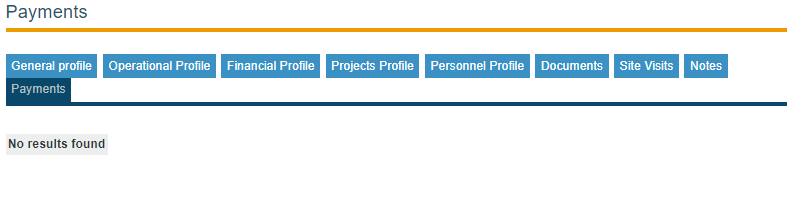 Payments
General profile Operational Profile Financial Profile Projects Profile Personnel Profile Documents Site Visits Notes
Payments
No results found